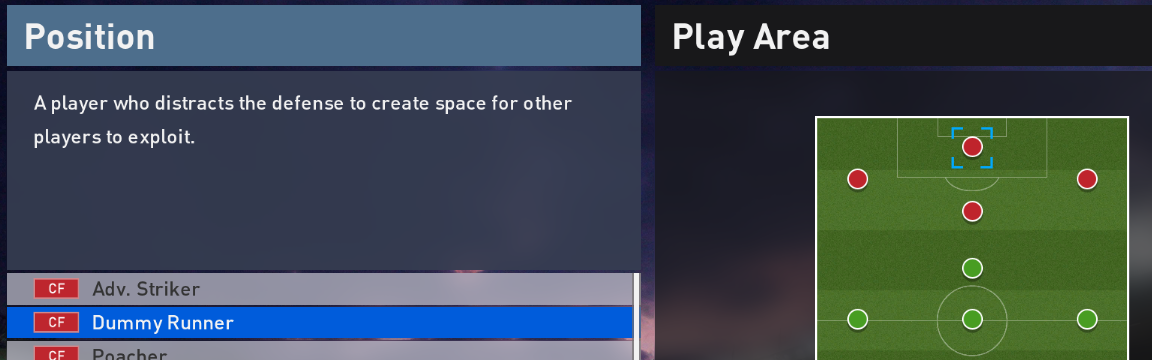 Position
A player who distracts the defense to create space for other
players to exploit.
CF Adv. Striker
CF Dummy Runner
CF Poacher
Play Area